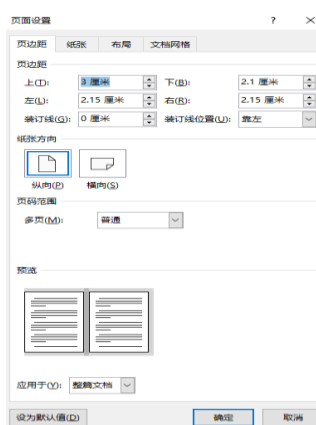 页面设置 ? ×
页边距 纸张 布局 文档网格
页边距
上(T): 3 厘米 下(B): 2.1 厘米
左(L): 2.15 厘米 右(R): 2.15 厘米
装订线(G): 0 厘米 装订线位置(U): 靠左
纸张方向
纵向(P) 横向(S)
页码范围
多页(M): 普通
预览
应用于(Y): 整篇文档
设为默认值(D) 确定 取消